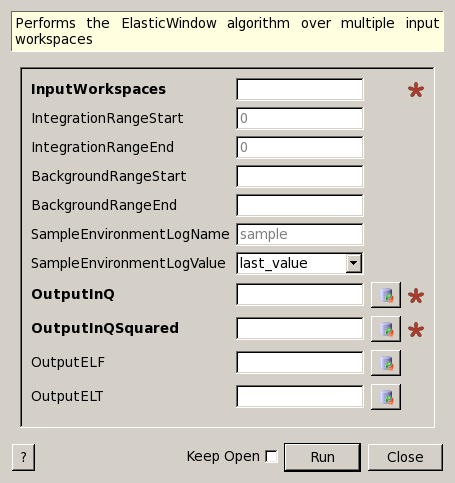 Performs the ElasticWindow algorithm over multiple input
workspaces
InputWorkspaces
IntegrationRangeStart 0
IntegrationRangeEnd 0
BackgroundRangeStart
BackgroundRangeEnd
SampleEnvironmentLogName sample
SampleEnvironmentLogValue last_value
OutputInQ
OutputInQSquared
OutputELF
OutputELT
? Keep Open Run Close